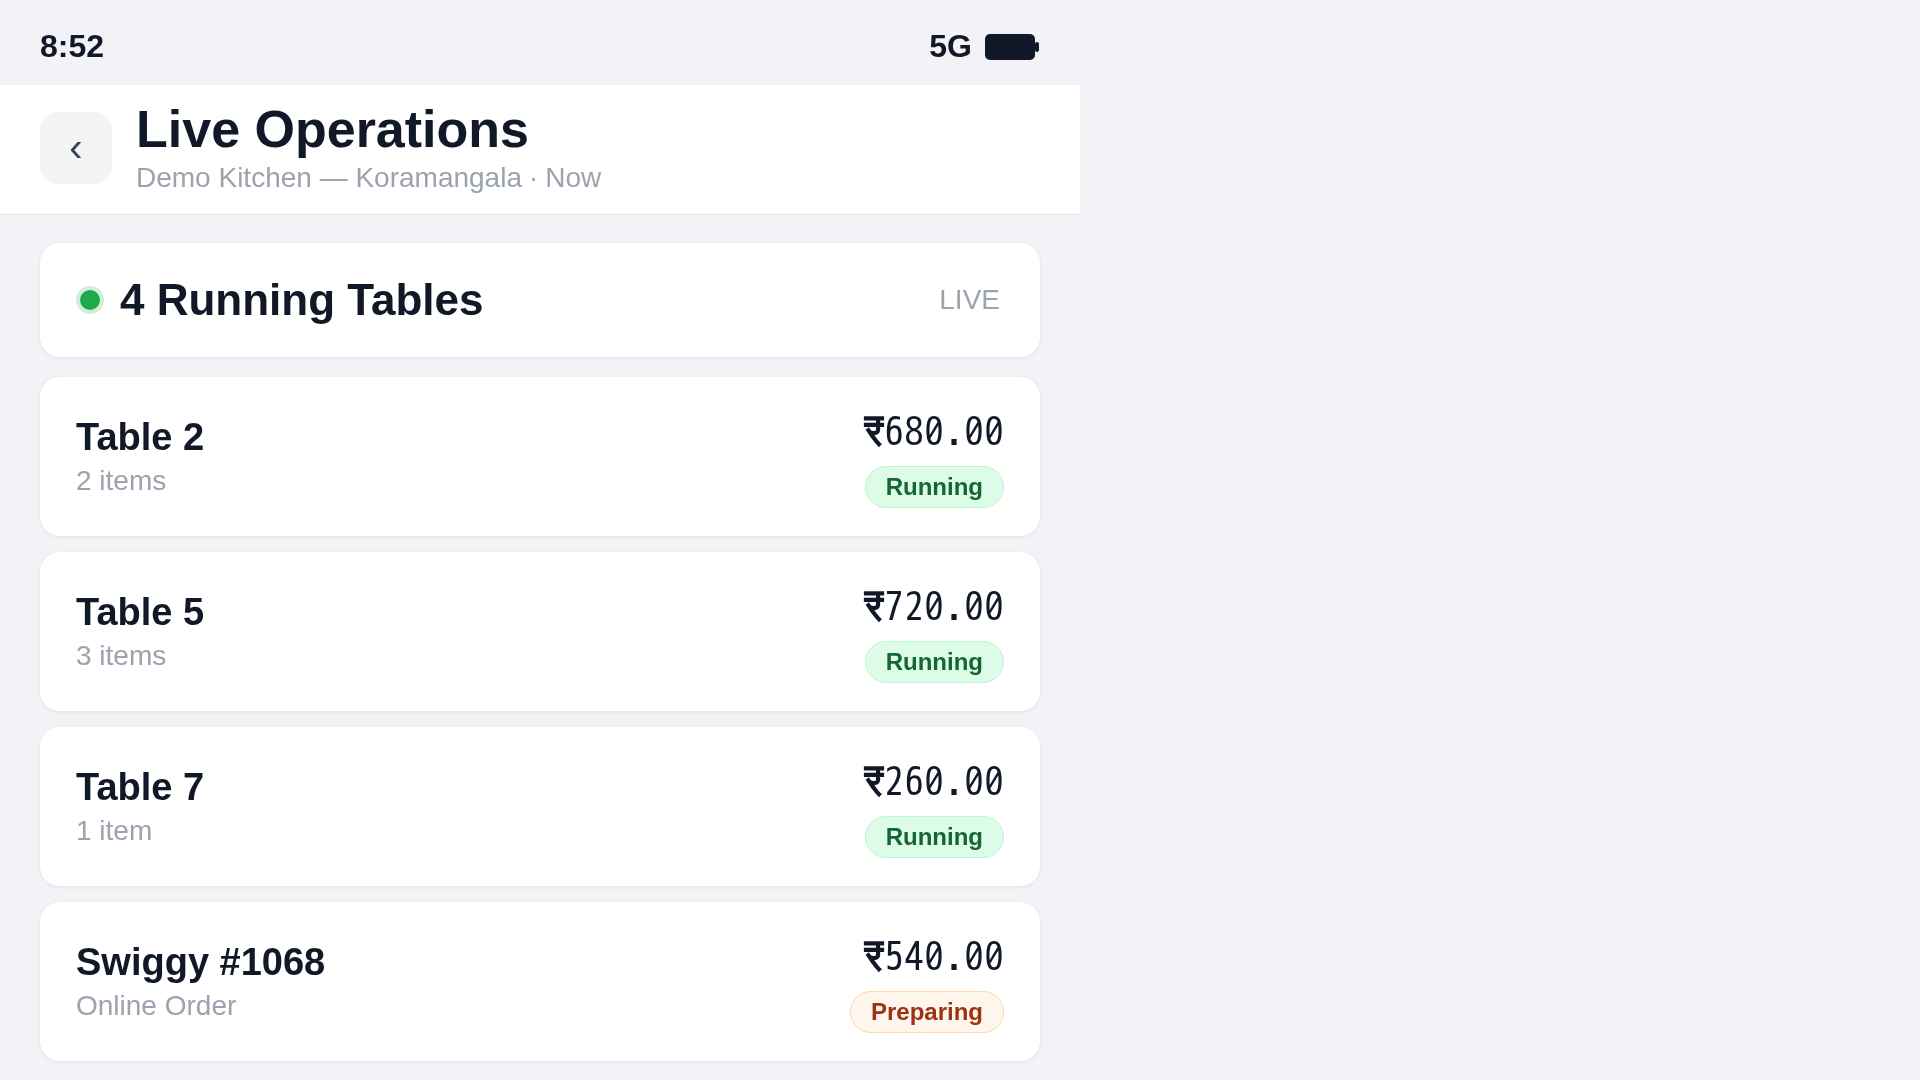 8:52
5G
‹
Live Operations
Demo Kitchen — Koramangala · Now
4 Running Tables
LIVE
Table 2
₹680.00
2 items
Running
Table 5
₹720.00
3 items
Running
Table 7
₹260.00
1 item
Running
Swiggy #1068
₹540.00
Online Order
Preparing